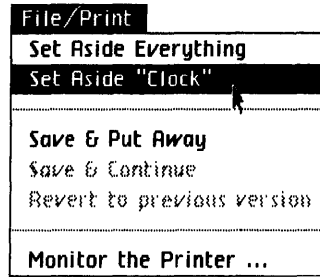 File/Print
Set Aside Everything
Set Aside "Clock"
Save & Put Away
Save & Continue
Revert to previous version
Monitor the Printer ...